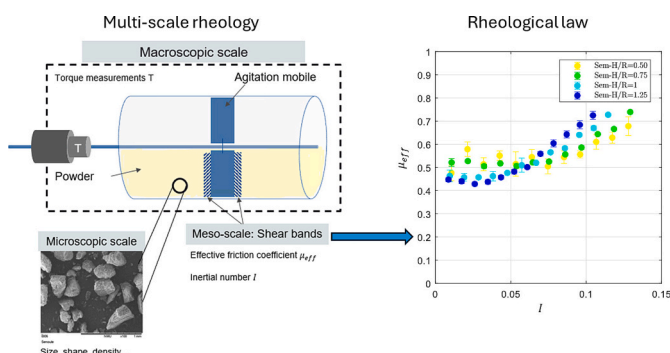 Multi-scale rheology
Macroscopic scale
Torque measurements T
Agitation mobile
T
Powder
Microscopic scale
Meso-scale: Shear bands
Effective friction coefficient μeff
Inertial number I
Size, shape, density
Rheological law
1
0.9
0.8
0.7
0.6
0.5
0.4
0.3
0.2
0.1
0
0
0.05
0.1
0.15
μeff
I
Sem-H/R=0.50
Sem-H/R=0.75
Sem-H/R=1
Sem-H/R=1.25